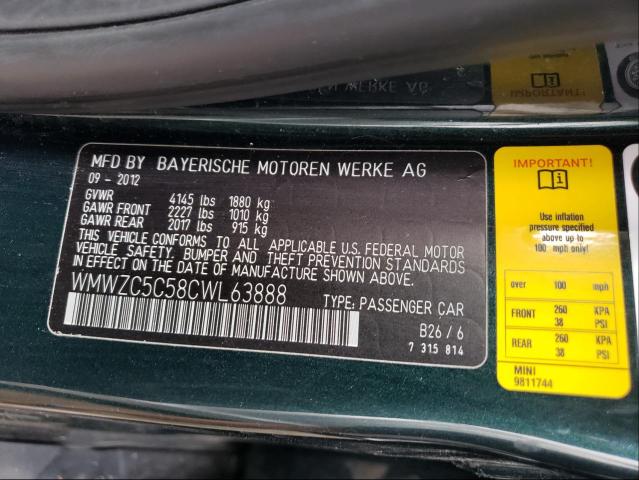 MFD BY BAYERISCHE MOTOREN WERKE AG
09 - 2012
GVWR 4145 lbs 1880 kg
GAWR FRONT 2227 lbs 1010 kg
GAWR REAR 2017 lbs 915 kg
THIS VEHICLE CONFORMS TO ALL APPLICABLE U.S. FEDERAL MOTOR
VEHICLE SAFETY, BUMPER AND THEFT PREVENTION STANDARDS
IN EFFECT ON THE DATE OF MANUFACTURE SHOWN ABOVE.
WMWZC5C58CWL63888
TYPE: PASSENGER CAR
B26 / 6
7 315 814
IMPORTANT!
Use inflation
pressure specified
above up to
100 mph only!
over 100 mph
FRONT 260 KPA
38 PSI
REAR 260 KPA
38 PSI
MINI
9811744